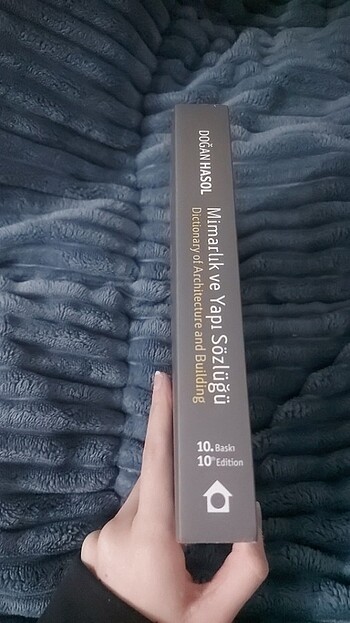 DOĞAN HASOL
Mimarlık ve Yapı Sözlüğü
Dictionary of Architecture and Building
10. Baskı
10th Edition